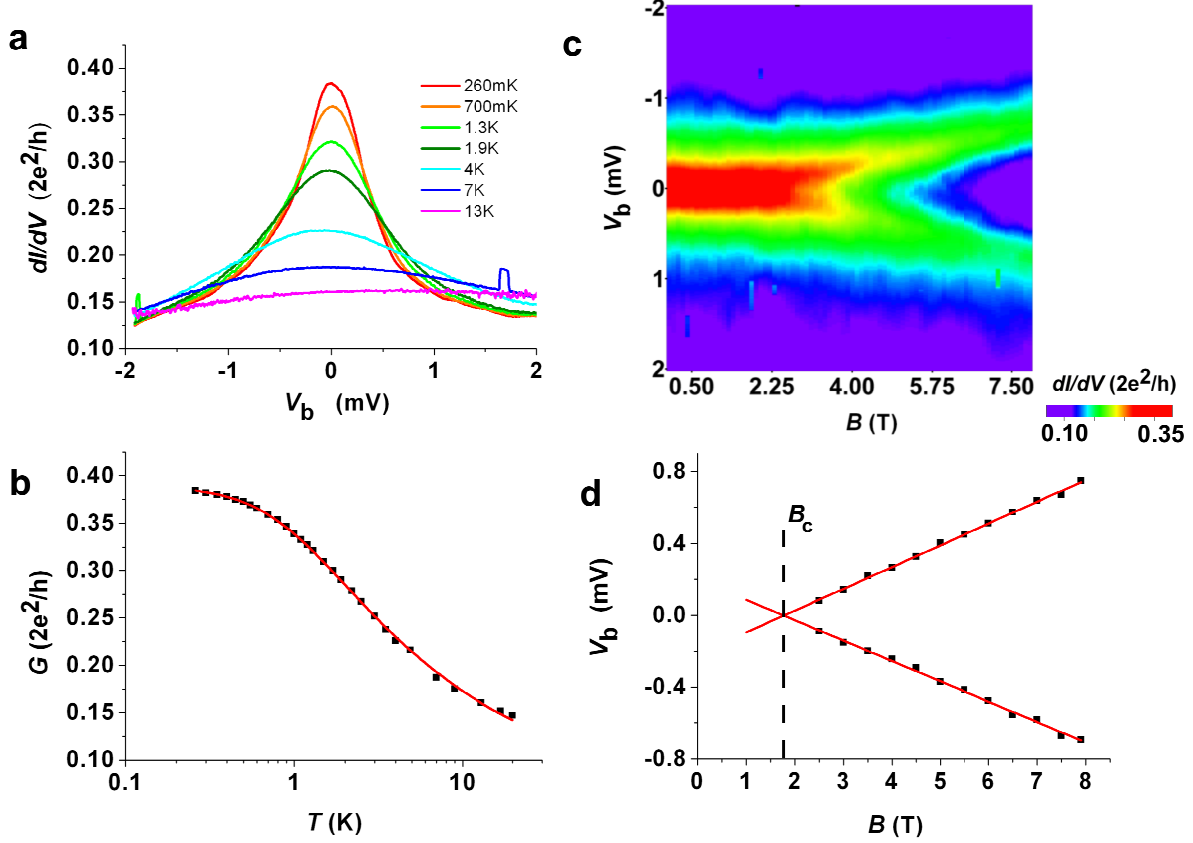 a
dI/dV (2e²/h)
0.40
0.35
0.30
0.25
0.20
0.15
0.10
-2
-1
0
1
2
V_b (mV)
260mK
700mK
1.3K
1.9K
4K
7K
13K
c
V_b (mV)
-2
-1
0
1
2
0.50
2.25
4.00
5.75
7.50
B (T)
dI/dV (2e²/h)
0.10
0.35
b
G (2e²/h)
0.40
0.35
0.30
0.25
0.20
0.15
0.10
0.1
1
10
T (K)
d
V_b (mV)
0.8
0.4
0.0
-0.4
-0.8
B_c
0
1
2
3
4
5
6
7
8
B (T)